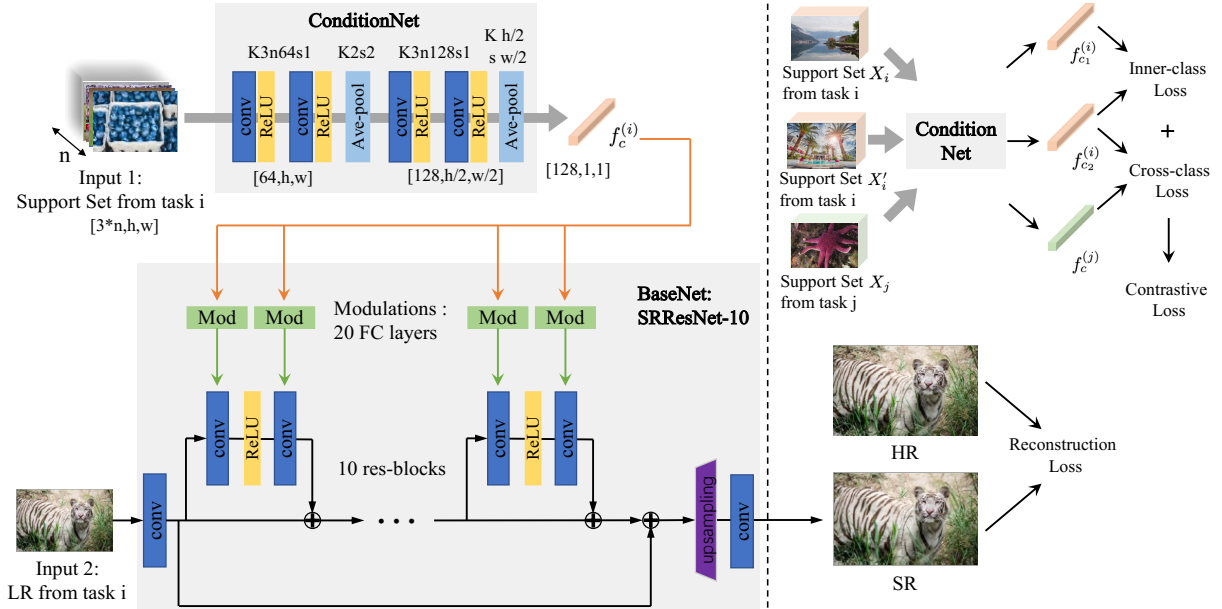 ConditionNet
K3n64s1
K2s2
K3n128s1
K h/2
s w/2
conv
ReLU
conv
ReLU
Ave-pool
conv
ReLU
conv
ReLU
Ave-pool
[64,h,w]
[128,h/2,w/2]
f_c^{(i)}
[128,1,1]
n
Input 1:
Support Set from task i
[3*n,h,w]
Mod
Mod
Modulations :
20 FC layers
Mod
Mod
BaseNet:
SRResNet-10
conv
ReLU
conv
10 res-blocks
conv
ReLU
conv
conv
• • •
upsampling
conv
Input 2:
LR from task i
Support Set X_i
from task i
Support Set X_i'
from task i
Support Set X_j
from task j
Condition
Net
f_{c_1}^{(i)}
f_{c_2}^{(i)}
f_c^{(j)}
Inner-class
Loss
+
Cross-class
Loss
Contrastive Loss
HR
SR
Reconstruction
Loss